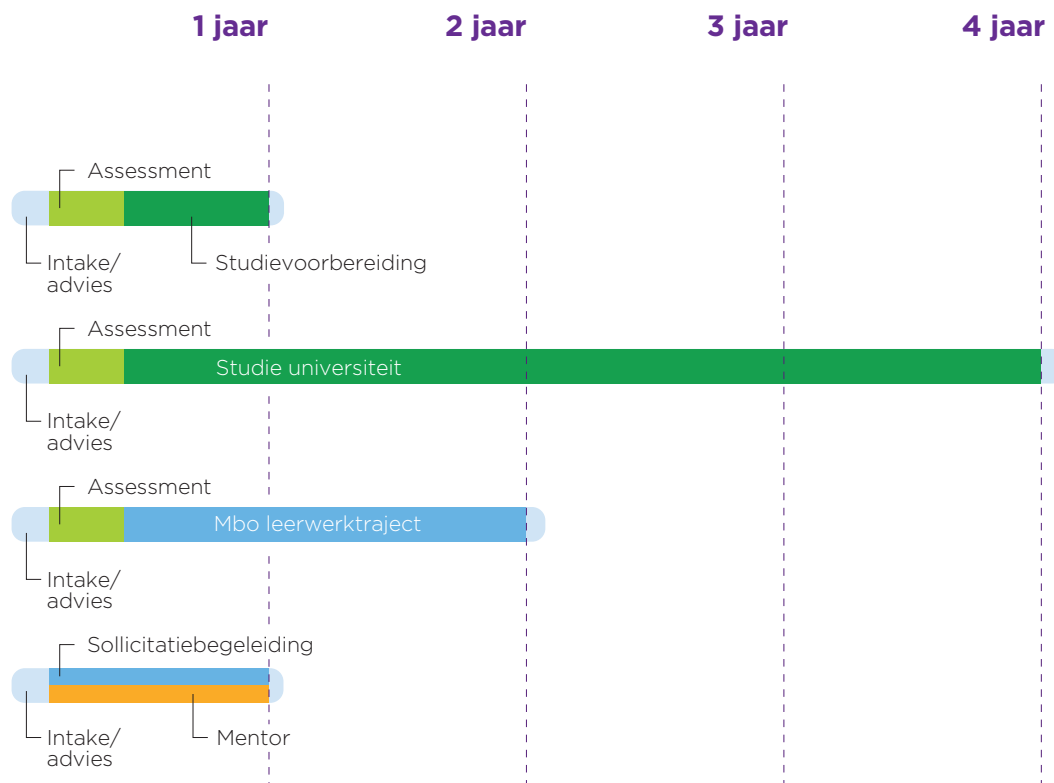 1 jaar 2 jaar 3 jaar 4 jaar
Assessment
Intake/
advies
Studievoorbereiding
Assessment
Studie universiteit
Intake/
advies
Assessment
Mbo leerwerktraject
Intake/
advies
Sollicitatiebegeleiding
Intake/
advies
Mentor